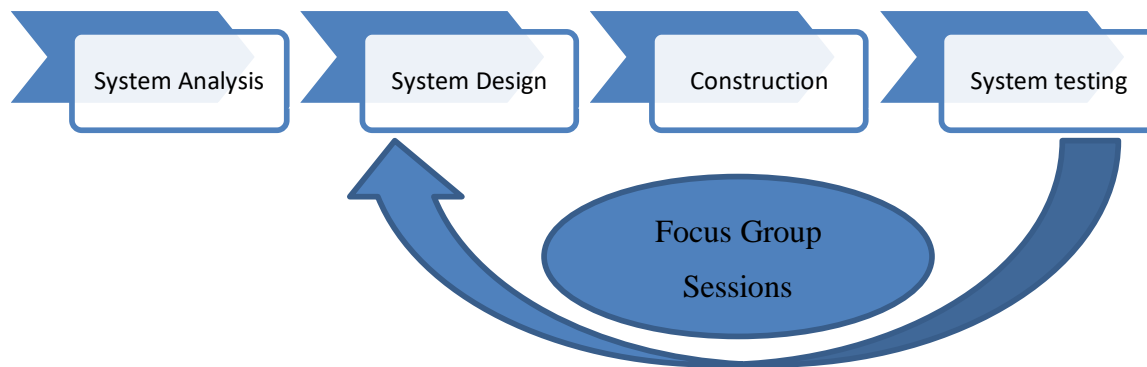 System Analysis
System Design
Construction
System testing
Focus Group
Sessions